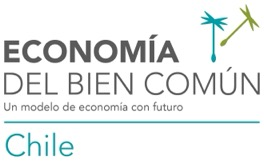 ECONOMÍA
DEL BIEN COMÚN
Un modelo de economía con futuro
Chile